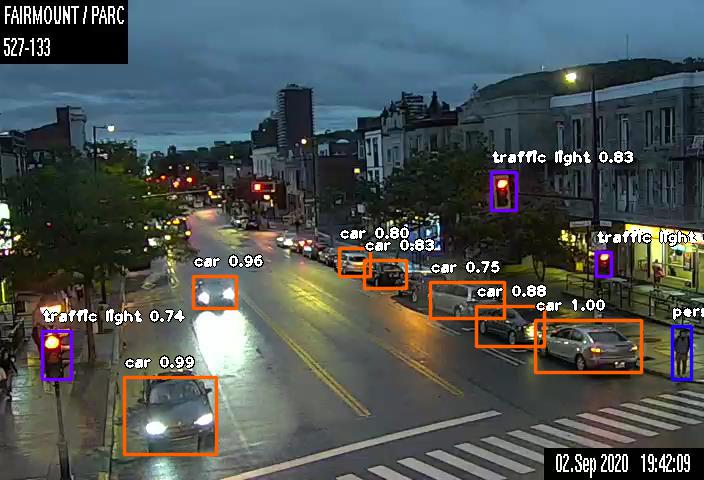 FAIRMOUNT / PARC
527-133
traffic light 0.83
car 0.80
car 0.83
traffic light
car 0.96
car 0.75
car 0.88
car 1.00
traffic light 0.74
pers
car 0.99
02.Sep 2020 19:42:09